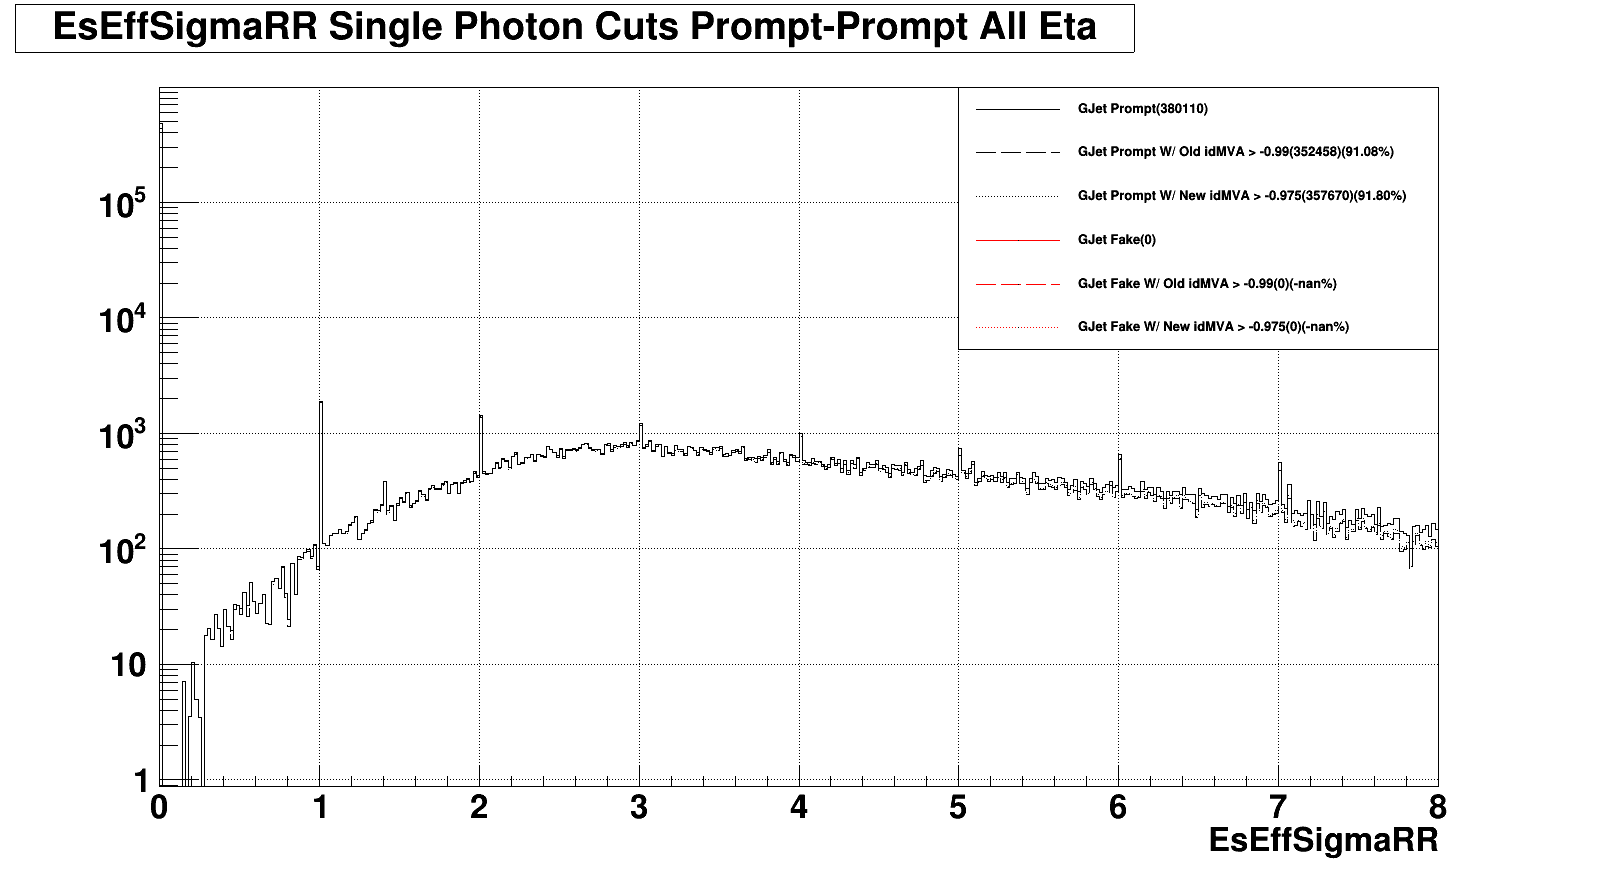 EsEffSigmaRR Single Photon Cuts Prompt-Prompt All Eta
GJet Prompt(380110)
GJet Prompt W/ Old idMVA > -0.99(352458)(91.08%)
GJet Prompt W/ New idMVA > -0.975(357670)(91.80%)
GJet Fake(0)
GJet Fake W/ Old idMVA > -0.99(0)(-nan%)
GJet Fake W/ New idMVA > -0.975(0)(-nan%)
10^5
10^4
10^3
10^2
10
1
0 1 2 3 4 5 6 7 8
EsEffSigmaRR